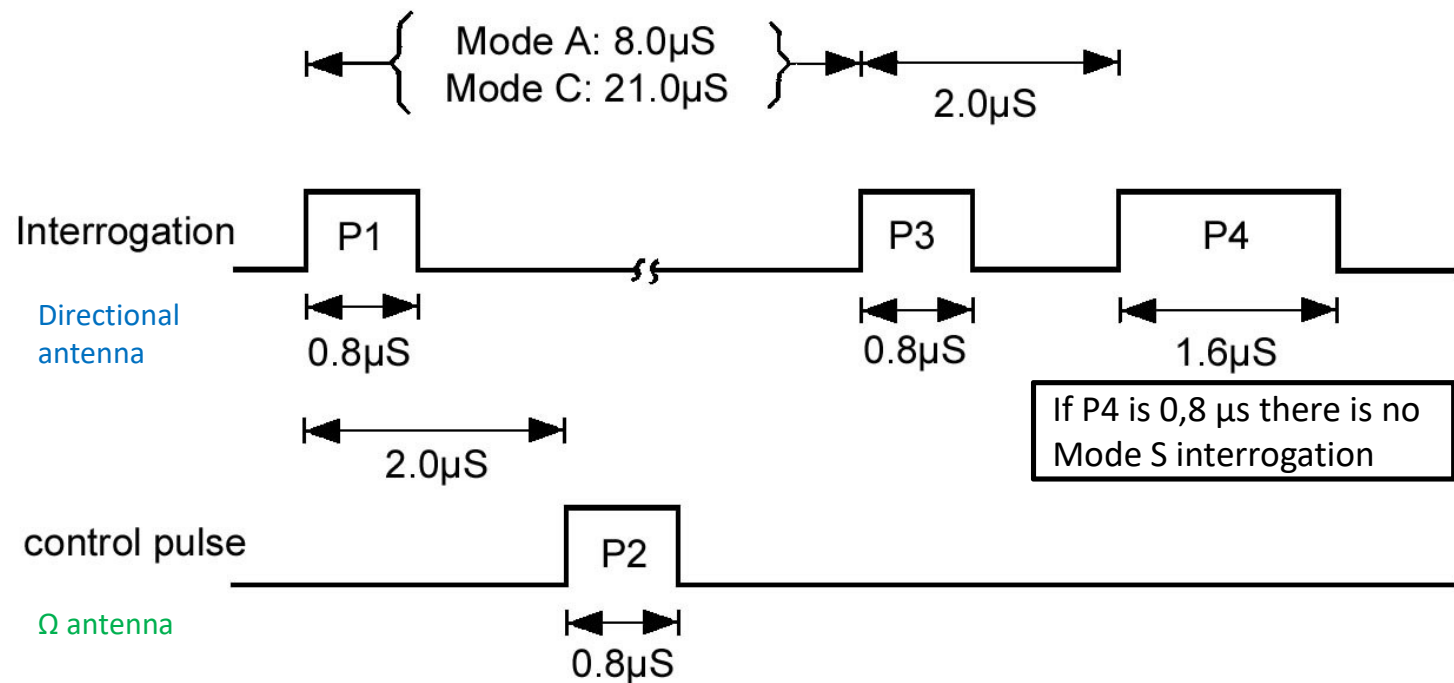 Mode A: 8.0µS
Mode C: 21.0µS
2.0µS
Interrogation
P1
P3
P4
Directional
antenna
0.8µS
0.8µS
1.6µS
If P4 is 0,8 µs there is no
Mode S interrogation
2.0µS
control pulse
P2
Ω antenna
0.8µS